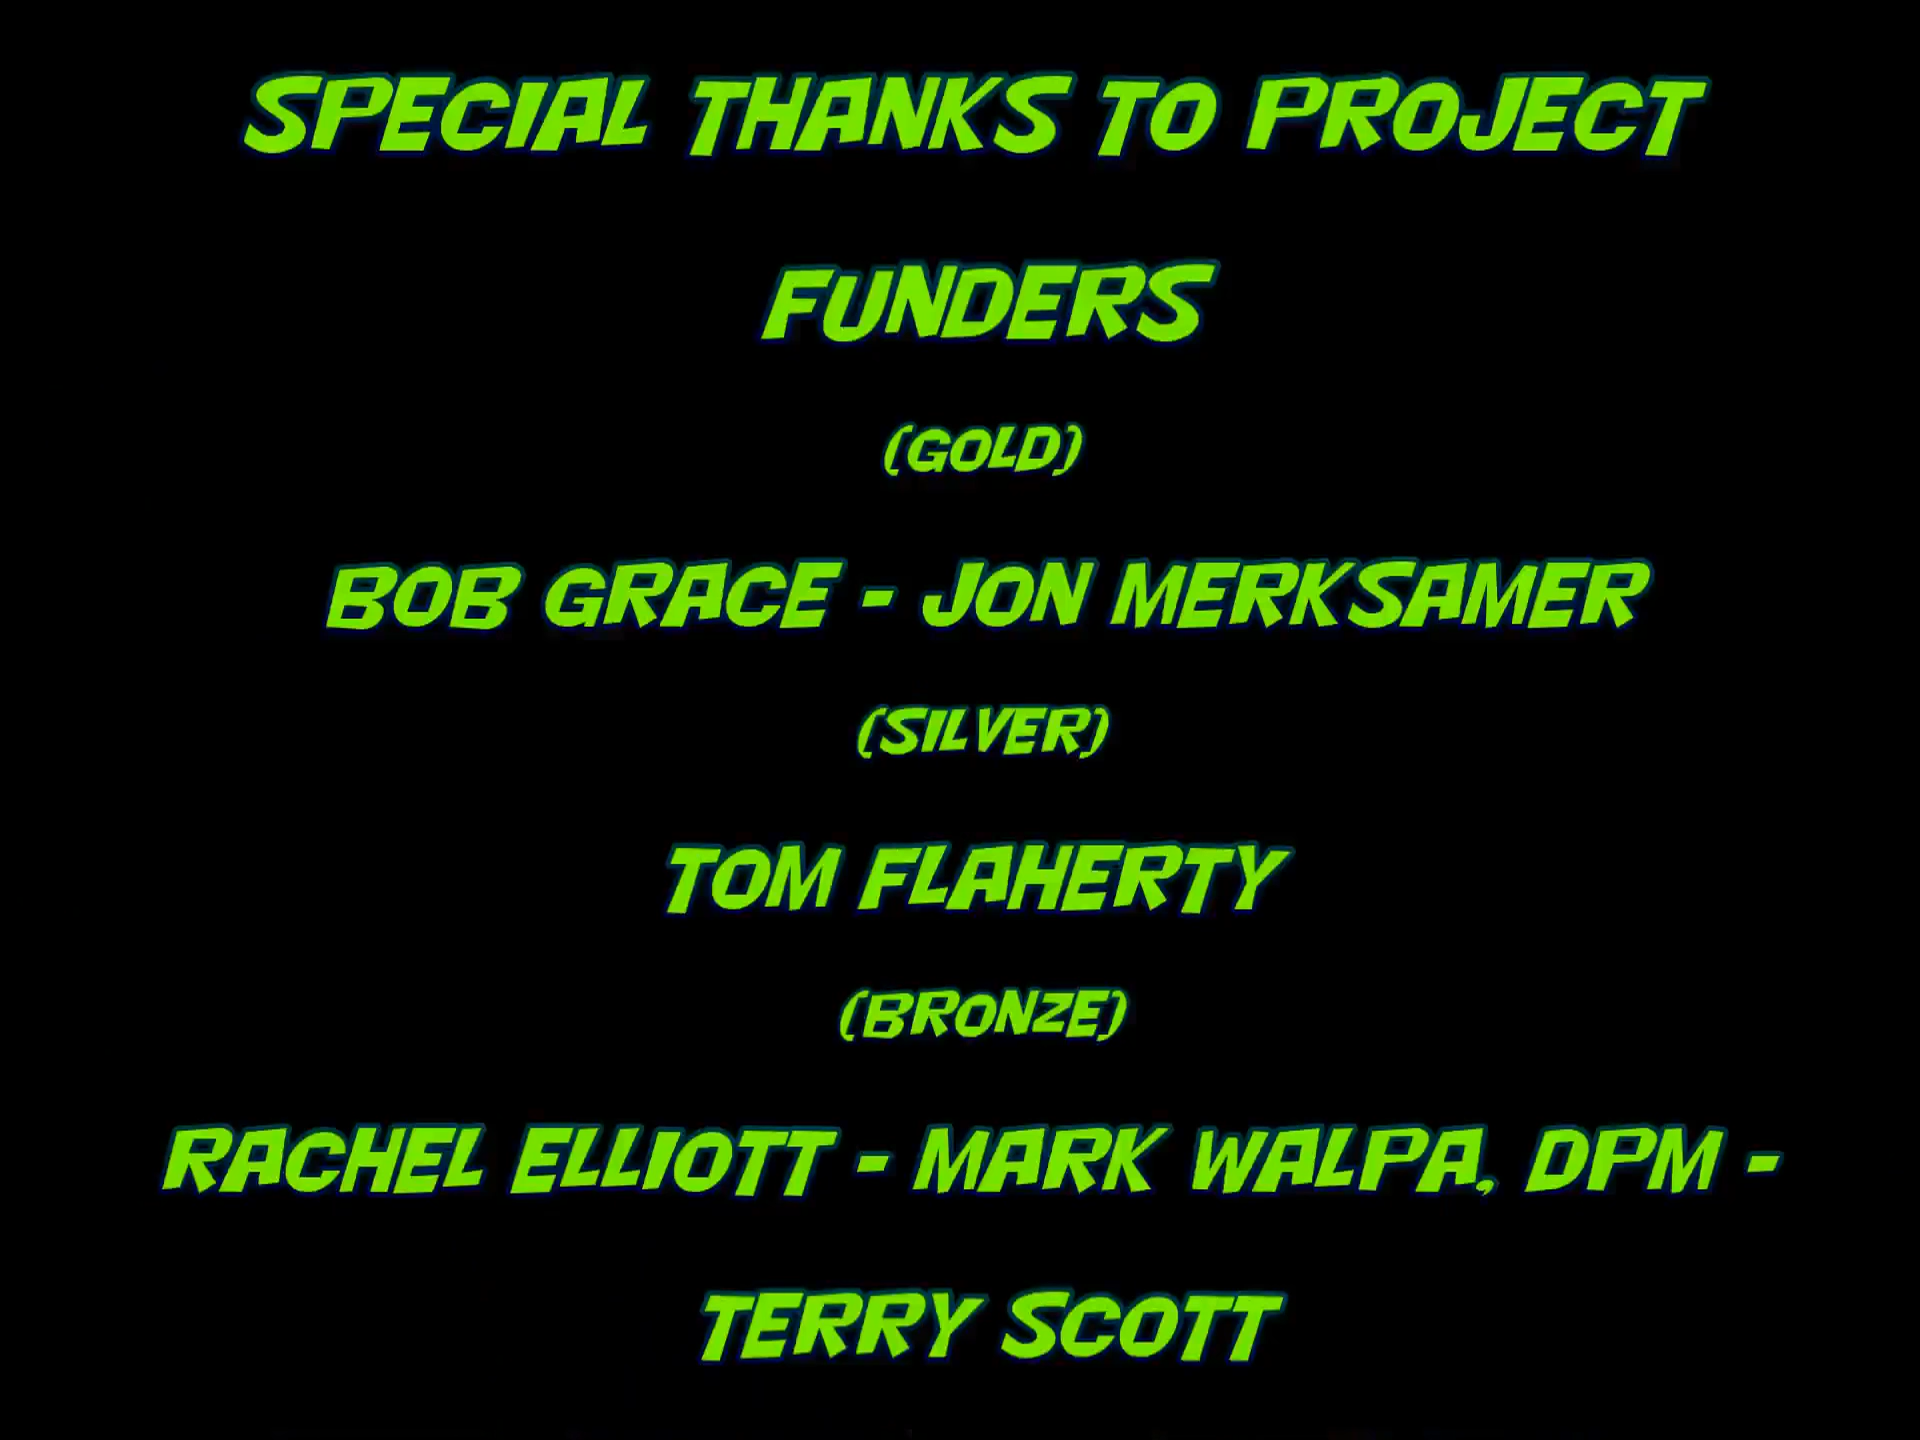 SPECIAL THANKS TO PROJECT
FUNDERS
(GOLD)
BOB GRACE - JON MERKSAMER
(SILVER)
TOM FLAHERTY
(BRONZE)
RACHEL ELLIOTT - MARK WALPA, DPM -
TERRY SCOTT